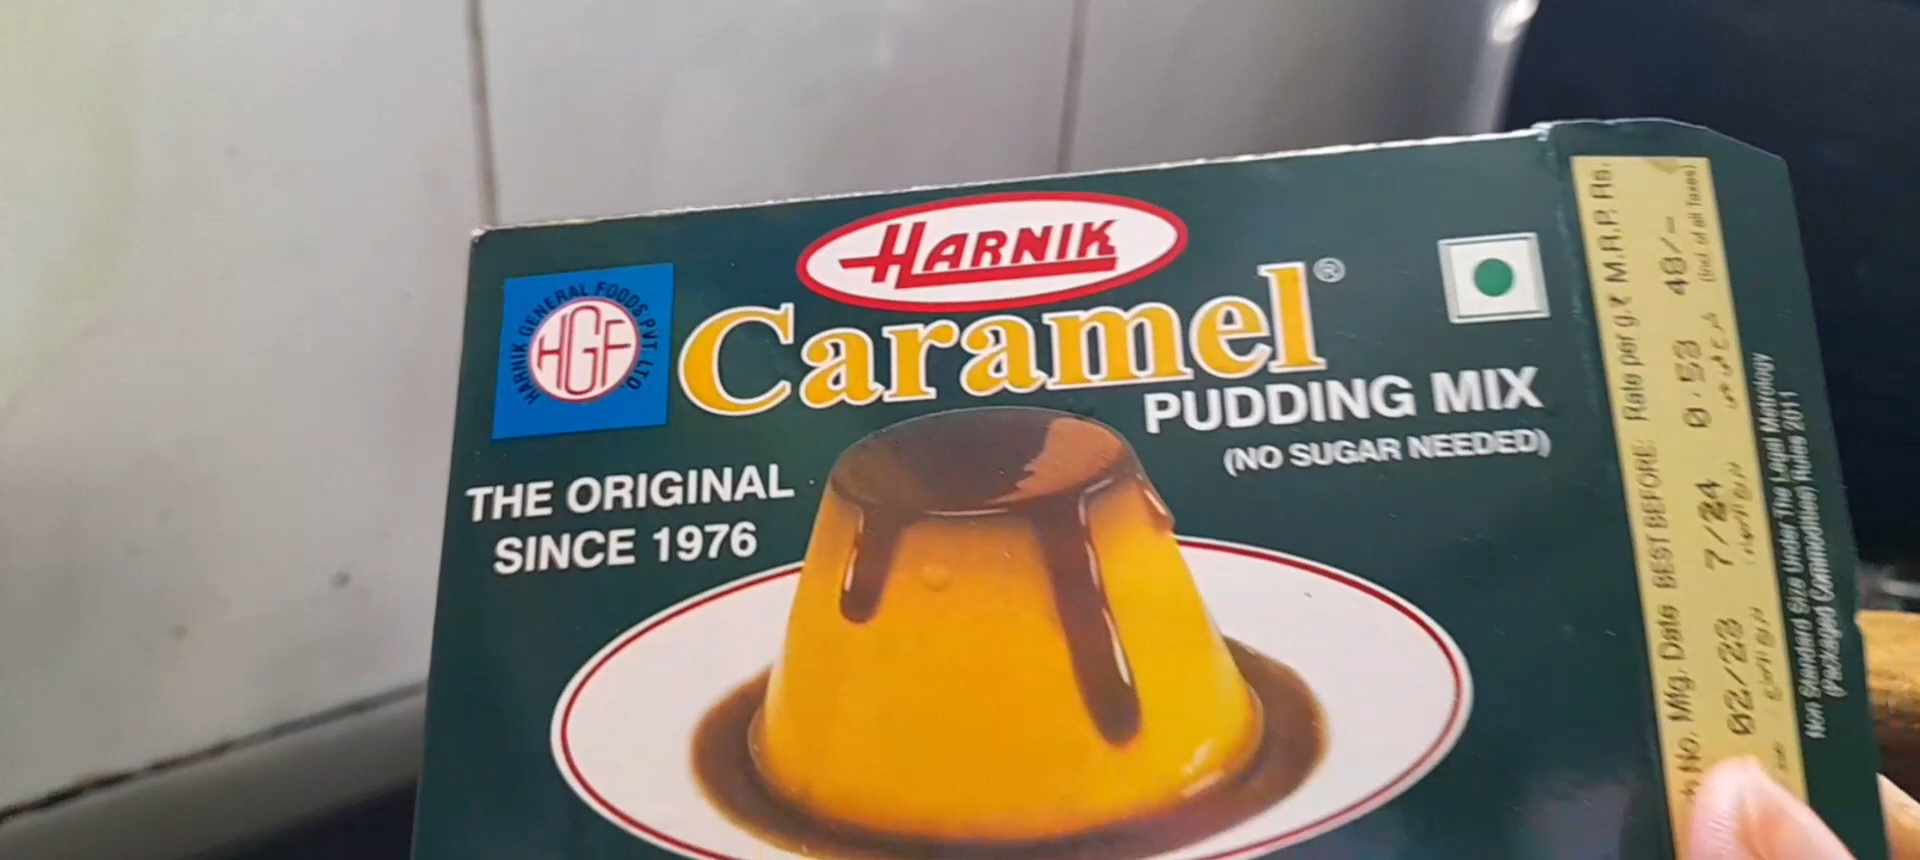 HARNIK
HARNIK GENERAL FOODS PVT. LTD.
HGF
Caramel®
PUDDING MIX
(NO SUGAR NEEDED)
THE ORIGINAL
SINCE 1976
No. Mfg. Date BEST BEFORE: Rate per g.₹ M.R.P. Rs.
02/23 7/24 0.53 48/-
(Incl. of all taxes)
Non Standard Size Under The Legal Metrology
(Packaged Commodities) Rules 2011